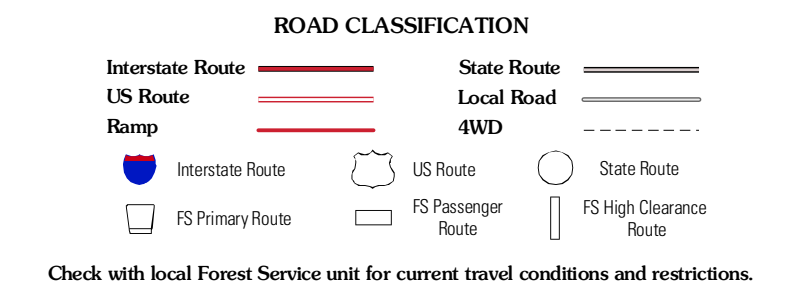 ROAD CLASSIFICATION
Interstate Route
State Route
US Route
Local Road
Ramp
4WD
Interstate Route
US Route
State Route
FS Primary Route
FS Passenger
Route
FS High Clearance
Route
Check with local Forest Service unit for current travel conditions and restrictions.